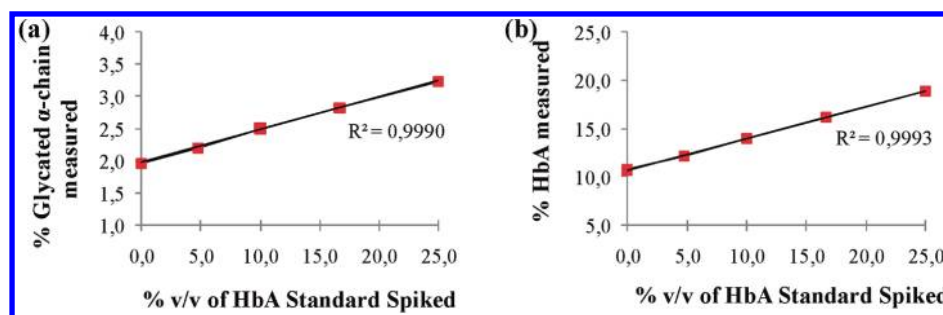 (a)
% Glycated α-chain
measured
4,0
3,5
3,0
2,5
2,0
1,5
1,0
R² = 0,9990
0,0 5,0 10,0 15,0 20,0 25,0
% v/v of HbA Standard Spiked
(b)
% HbA measured
25,0
20,0
15,0
10,0
5,0
R² = 0,9993
0,0 5,0 10,0 15,0 20,0 25,0
% v/v of HbA Standard Spiked